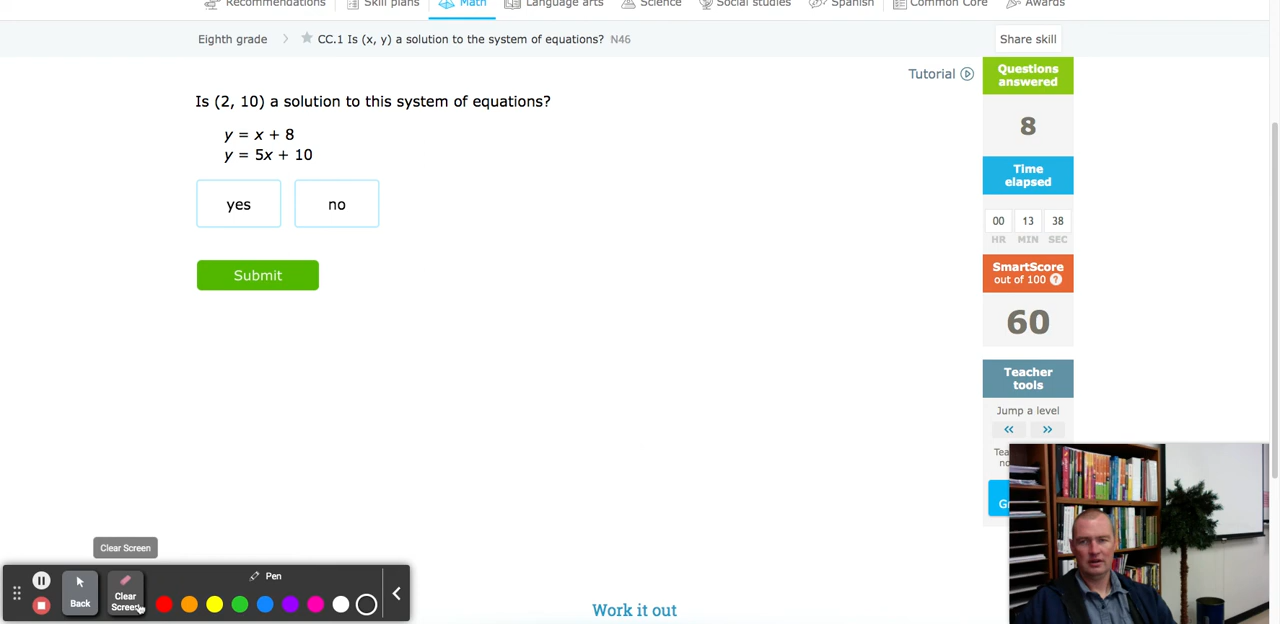 Recommendations Skill plans Math Language arts Science Social studies Spanish Common Core Awards
Eighth grade > CC.1 Is (x, y) a solution to the system of equations? N46
Share skill
Tutorial
Questions
answered
8
Is (2, 10) a solution to this system of equations?
y = x + 8
y = 5x + 10
yes
no
Submit
Time
elapsed
00 13 38
HR MIN SEC
SmartScore
out of 100 ?
60
Teacher
tools
Jump a level
<< >>
Clear Screen
Back
Clear
Screen
Pen
Work it out